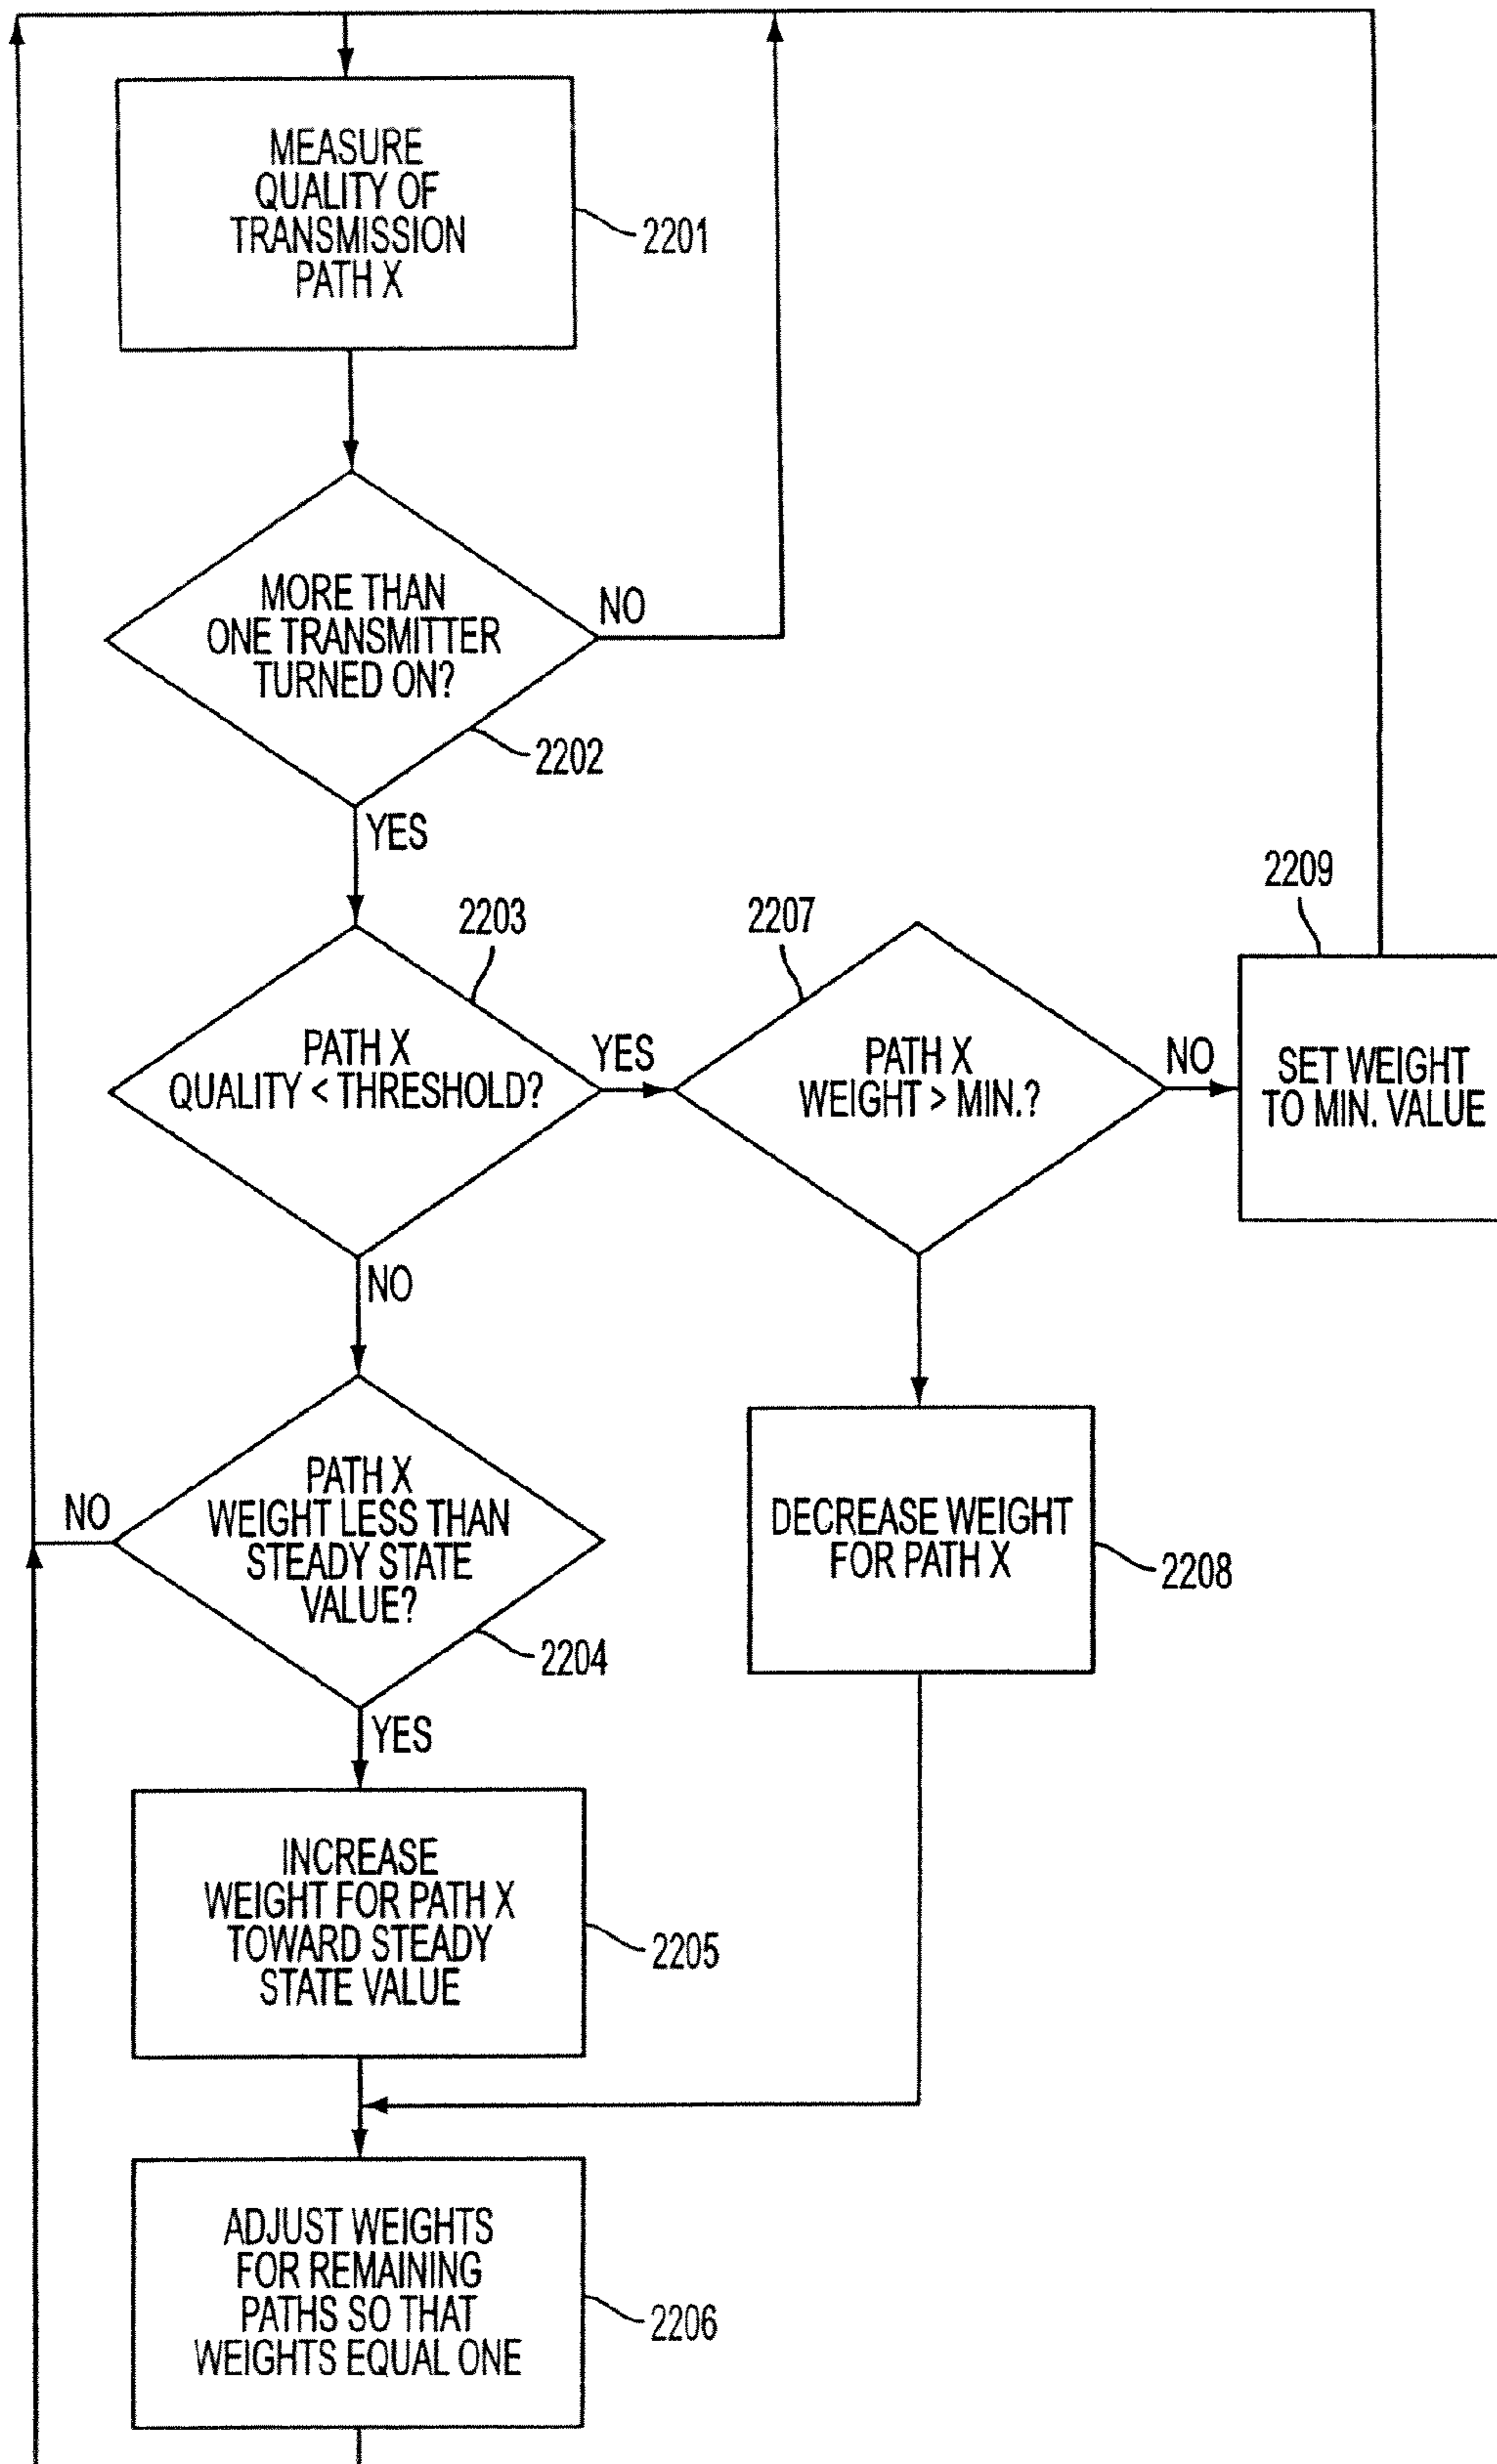 MEASURE
QUALITY OF
TRANSMISSION
PATH X
2201
MORE THAN
ONE TRANSMITTER
TURNED ON?
NO
2202
YES
2203
PATH X
QUALITY < THRESHOLD?
YES
2207
PATH X
WEIGHT > MIN.?
NO
2209
SET WEIGHT
TO MIN. VALUE
NO
PATH X
WEIGHT LESS THAN
STEADY STATE
VALUE?
NO
2204
YES
DECREASE WEIGHT
FOR PATH X
2208
INCREASE
WEIGHT FOR PATH X
TOWARD STEADY
STATE VALUE
2205
ADJUST WEIGHTS
FOR REMAINING
PATHS SO THAT
WEIGHTS EQUAL ONE
2206